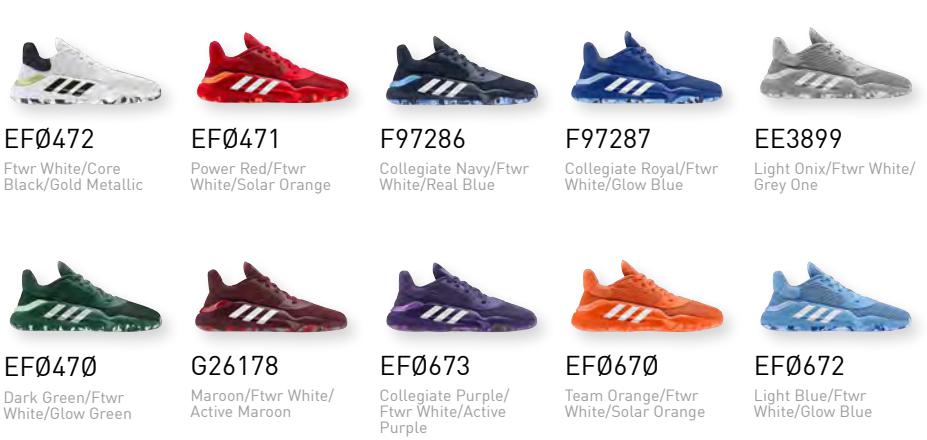 EFØ472
Ftwr White/Core
Black/Gold Metallic
EFØ471
Power Red/Ftwr
White/Solar Orange
F97286
Collegiate Navy/Ftwr
White/Real Blue
F97287
Collegiate Royal/Ftwr
White/Glow Blue
EE3899
Light Onix/Ftwr White/
Grey One
EFØ47Ø
Dark Green/Ftwr
White/Glow Green
G26178
Maroon/Ftwr White/
Active Maroon
EFØ673
Collegiate Purple/
Ftwr White/Active
Purple
EFØ67Ø
Team Orange/Ftwr
White/Solar Orange
EFØ672
Light Blue/Ftwr
White/Glow Blue